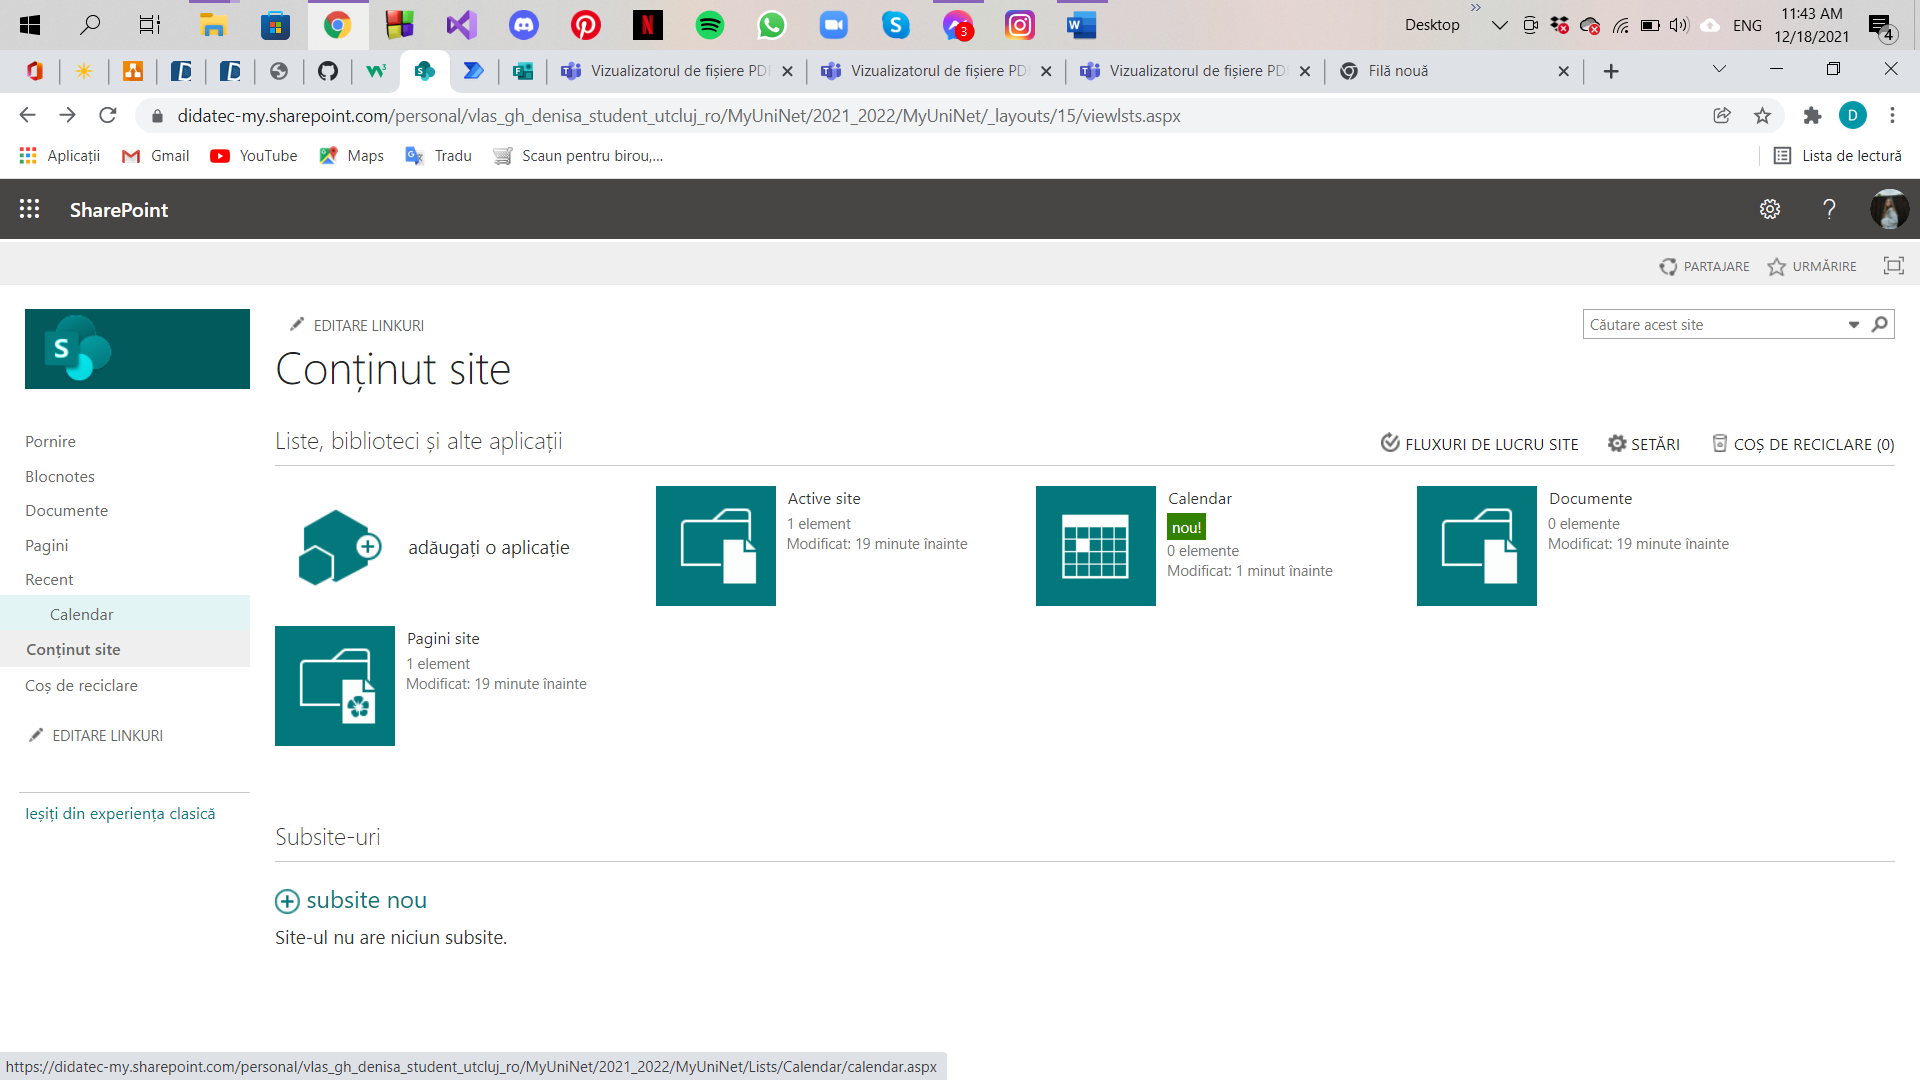 Desktop
ENG
11:43 AM
12/18/2021
4
3
Vizualizatorul de fișiere PD
Vizualizatorul de fișiere PD
Vizualizatorul de fișiere PD
Filă nouă
didatec-my.sharepoint.com/personal/vlas_gh_denisa_student_utcluj_ro/MyUniNet/2021_2022/MyUniNet/_layouts/15/viewlsts.aspx
D
Aplicații
Gmail
YouTube
Maps
Tradu
Scaun pentru birou,...
Lista de lectură
SharePoint
PARTAJARE
URMĂRIRE
S
EDITARE LINKURI
Căutare acest site
Conținut site
Pornire
Blocnotes
Documente
Pagini
Recent
Calendar
Conținut site
Coș de reciclare
EDITARE LINKURI
Ieșiți din experiența clasică
Liste, biblioteci și alte aplicații
FLUXURI DE LUCRU SITE
SETĂRI
COȘ DE RECICLARE (0)
adăugați o aplicație
Active site
1 element
Modificat: 19 minute înainte
Calendar
nou!
0 elemente
Modificat: 1 minut înainte
Documente
0 elemente
Modificat: 19 minute înainte
Pagini site
1 element
Modificat: 19 minute înainte
Subsite-uri
subsite nou
Site-ul nu are niciun subsite.
https://didatec-my.sharepoint.com/personal/vlas_gh_denisa_student_utcluj_ro/MyUniNet/2021_2022/MyUniNet/Lists/Calendar/calendar.aspx